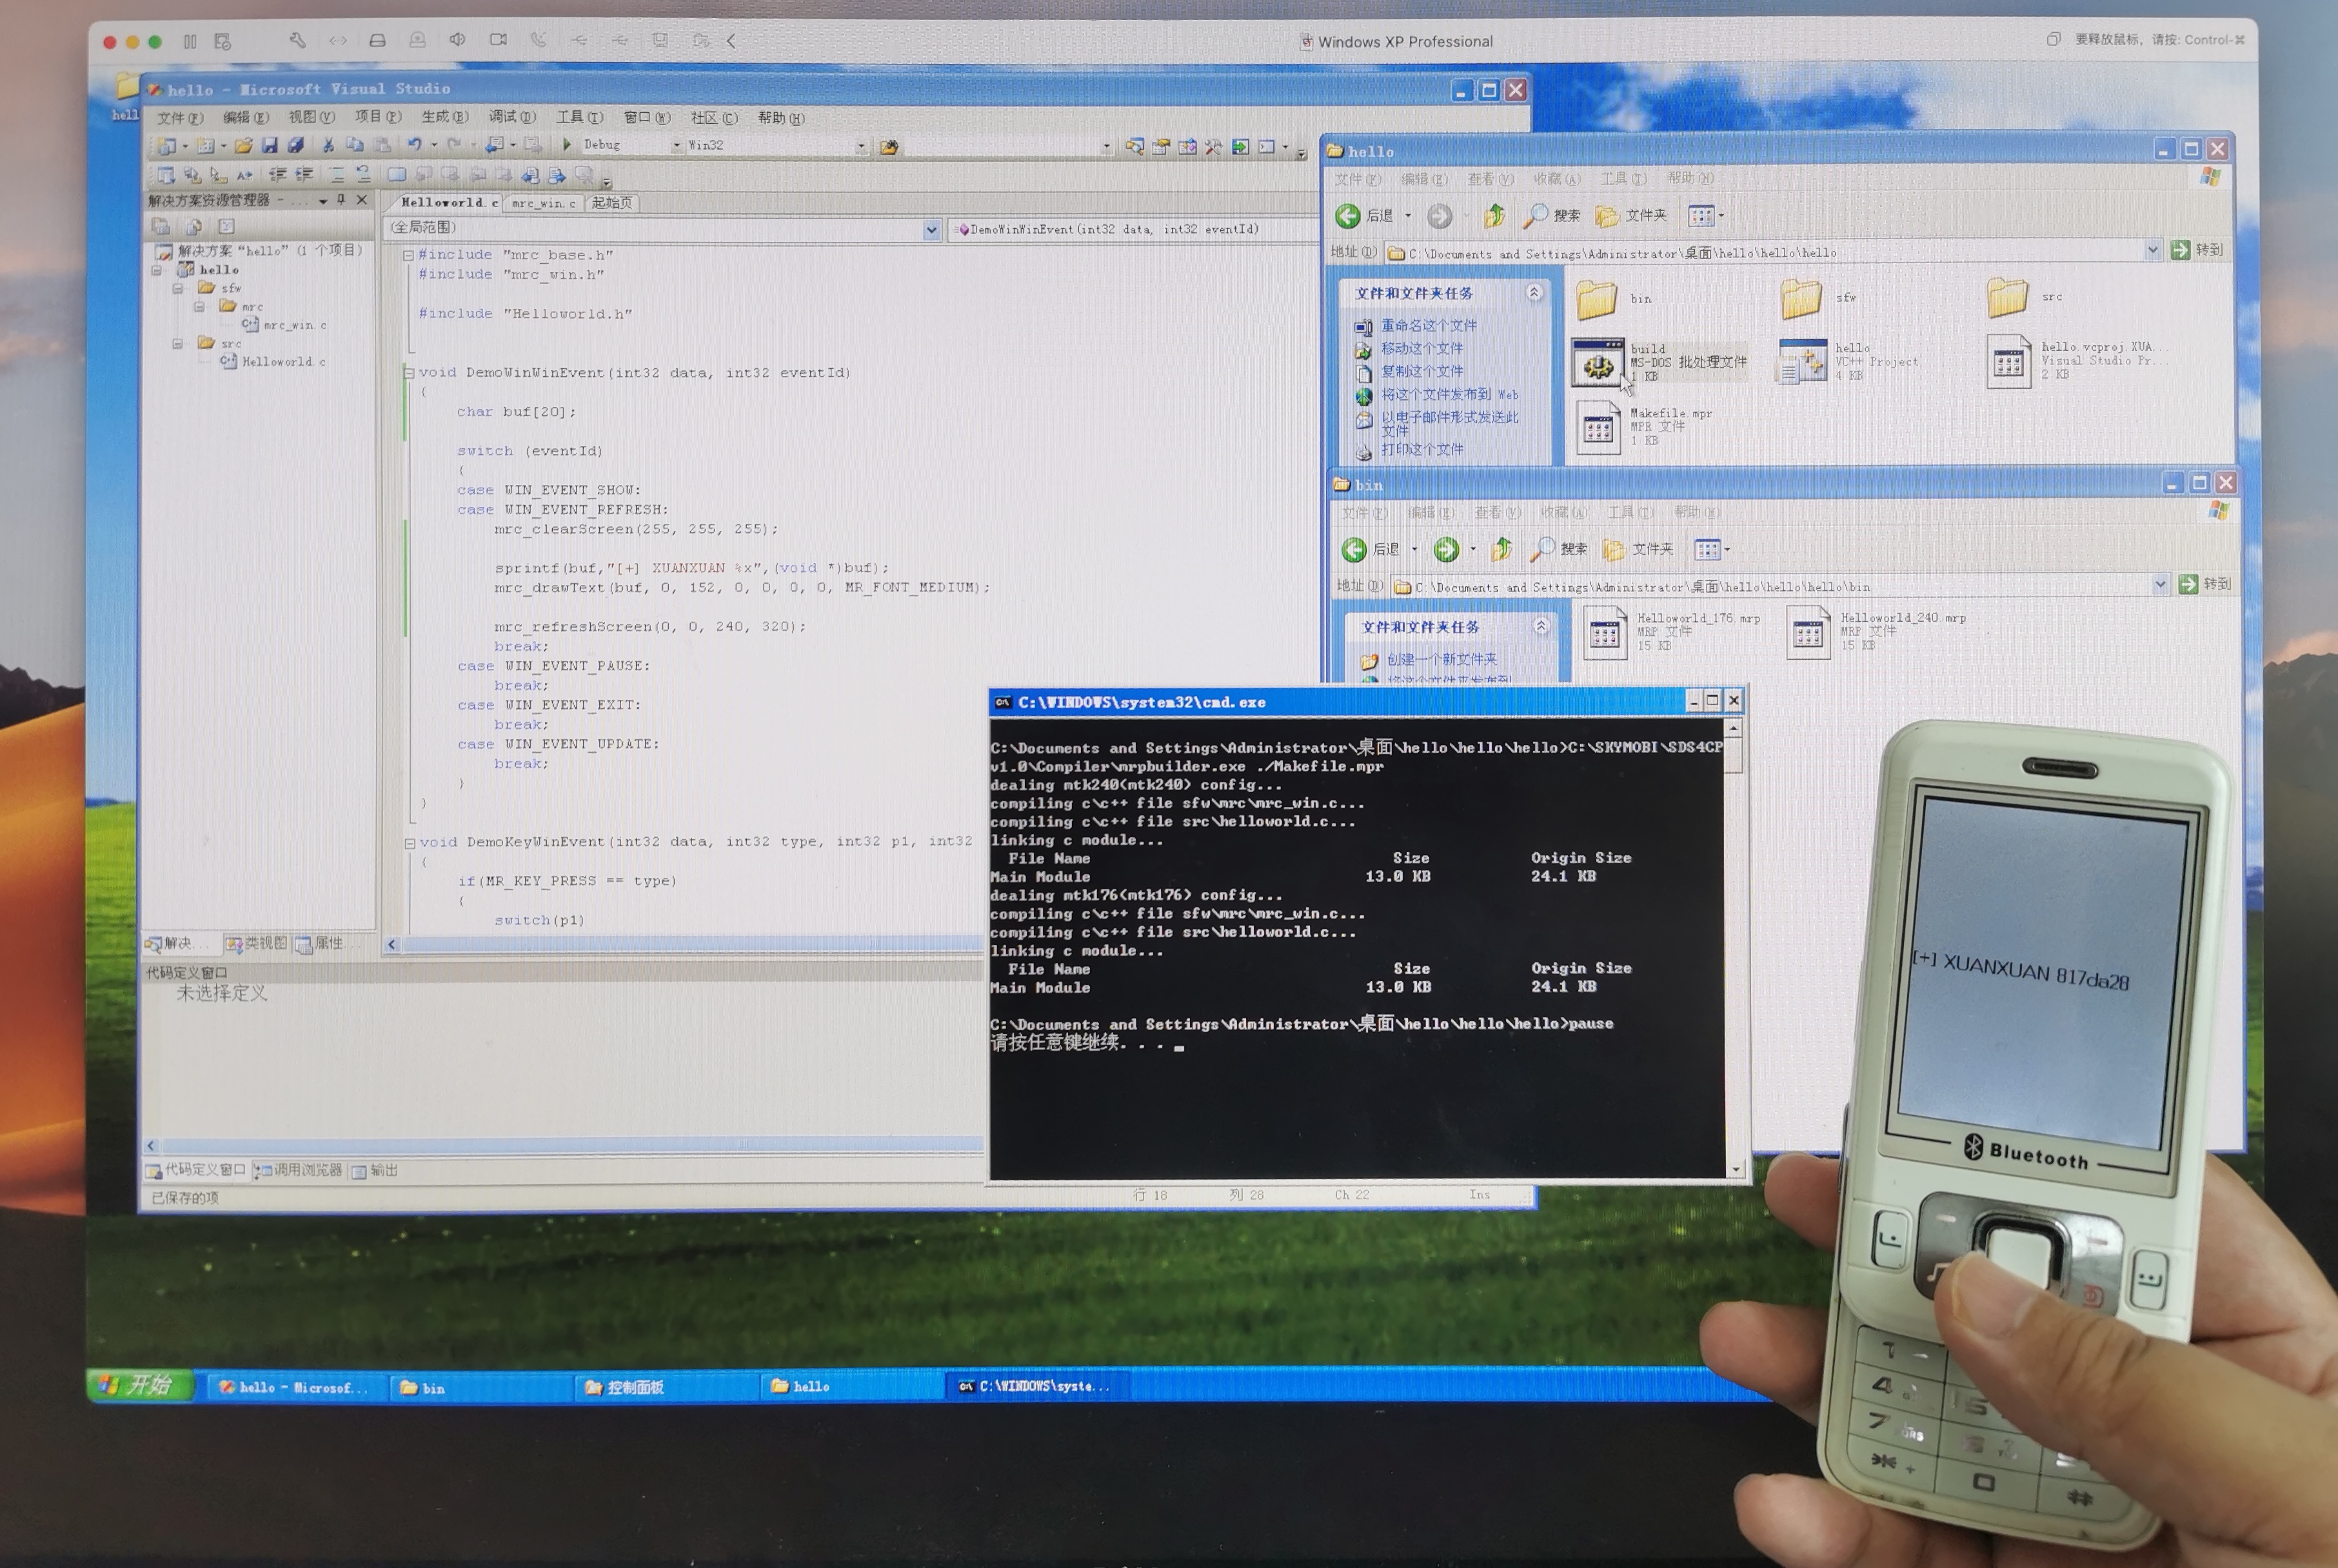 Windows XP Professional
要释放鼠标，请按: Control-⌘
hell
hello - Microsoft Visual Studio
文件(F) 编辑(E) 视图(V) 项目(P) 生成(B) 调试(D) 工具(T) 窗口(W) 社区(C) 帮助(H)
Debug Win32
解决方案资源管理器 - ...
解决方案“hello” (1 个项目)
hello
sfw
mrc
mrc_win.c
src
Helloworld.c
解决... 类视图 属性...
Helloworld.c mrc_win.c 起始页
(全局范围) DemoWinWinEvent(int32 data, int32 eventId)
#include "mrc_base.h"
#include "mrc_win.h"
#include "Helloworld.h"
void DemoWinWinEvent(int32 data, int32 eventId)
{
char buf[20];
switch (eventId)
{
case WIN_EVENT_SHOW:
case WIN_EVENT_REFRESH:
mrc_clearScreen(255, 255, 255);
sprintf(buf,"[+] XUANXUAN %x",(void *)buf);
mrc_drawText(buf, 0, 152, 0, 0, 0, 0, MR_FONT_MEDIUM);
mrc_refreshScreen(0, 0, 240, 320);
break;
case WIN_EVENT_PAUSE:
break;
case WIN_EVENT_EXIT:
break;
case WIN_EVENT_UPDATE:
break;
}
}
void DemoKeyWinEvent(int32 data, int32 type, int32 p1, int32
{
if(MR_KEY_PRESS == type)
{
switch(p1)
代码定义窗口
未选择定义
代码定义窗口 调用浏览器 输出
已保存的项 行 18 列 28 Ch 22 Ins
hello
文件(F) 编辑(E) 查看(V) 收藏(A) 工具(T) 帮助(H)
后退 搜索 文件夹
地址(D) C:\Documents and Settings\Administrator\桌面\hello\hello\hello 转到
文件和文件夹任务
重命名这个文件
移动这个文件
复制这个文件
将这个文件发布到 Web
以电子邮件形式发送此
文件
打印这个文件
bin
sfw
src
build
MS-DOS 批处理文件
1 KB
hello
VC++ Project
4 KB
hello.vcproj.XUA...
Visual Studio Pr...
2 KB
Makefile.mpr
MPR 文件
1 KB
bin
文件(F) 编辑(E) 查看(V) 收藏(A) 工具(T) 帮助(H)
后退 搜索 文件夹
地址(D) C:\Documents and Settings\Administrator\桌面\hello\hello\hello\bin 转到
文件和文件夹任务
创建一个新文件夹
将这个文件夹发布到
Helloworld_176.mrp
MRP 文件
15 KB
Helloworld_240.mrp
MRP 文件
15 KB
C:\WINDOWS\system32\cmd.exe
C:\Documents and Settings\Administrator\桌面\hello\hello\hello>C:\SKYMOBI\SDS4CP
v1.0\Compiler\mrpbuilder.exe ./Makefile.mpr
dealing mtk240(mtk240) config...
compiling c\c++ file sfw\mrc\mrc_win.c...
compiling c\c++ file src\helloworld.c...
linking c module...
File Name Size Origin Size
Main Module 13.0 KB 24.1 KB
dealing mtk176(mtk176) config...
compiling c\c++ file sfw\mrc\mrc_win.c...
compiling c\c++ file src\helloworld.c...
linking c module...
File Name Size Origin Size
Main Module 13.0 KB 24.1 KB
C:\Documents and Settings\Administrator\桌面\hello\hello\hello>pause
请按任意键继续. . . _
[+] XUANXUAN 817da28
Bluetooth
4
5
7
* +
0
#
开始 hello - Microsof... bin 控制面板 hello C:\WINDOWS\syste...